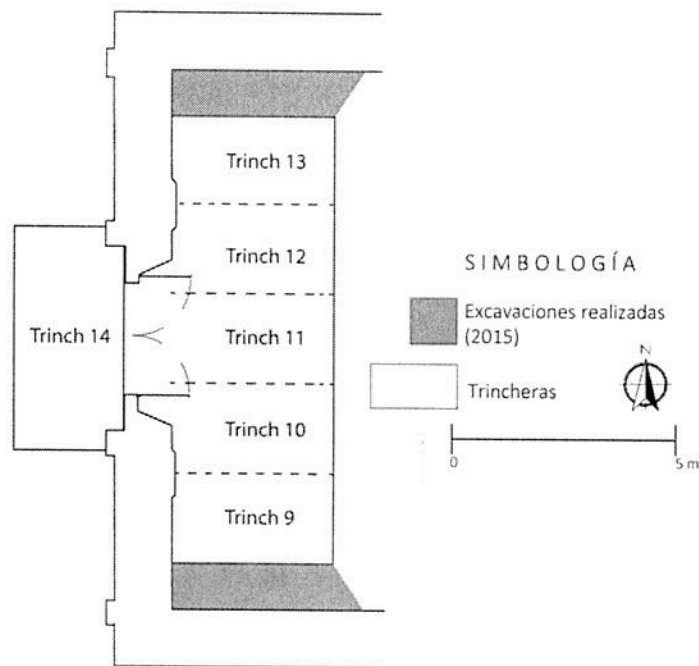 Trinch 13
Trinch 12
Trinch 14
Trinch 11
Trinch 10
Trinch 9
SIMBOLOGÍA
Excavaciones realizadas
(2015)
Trincheras
N
0
5 m